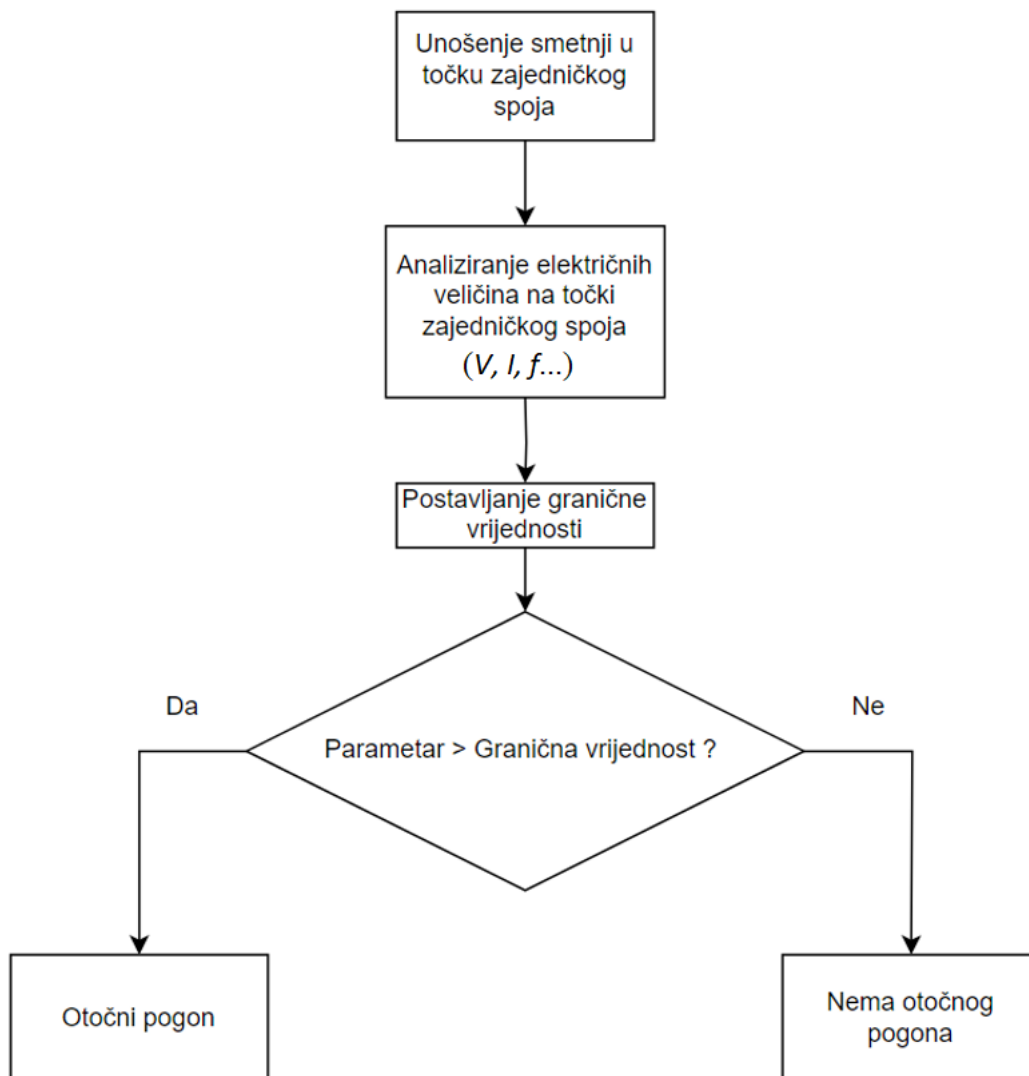 Unošenje smetnji u
točku zajedničkog
spoja
Analiziranje električnih
veličina na točki
zajedničkog spoja
(V, I, f...)
Postavljanje granične
vrijednosti
Da
Ne
Parametar > Granična vrijednost ?
Otočni pogon
Nema otočnog
pogona